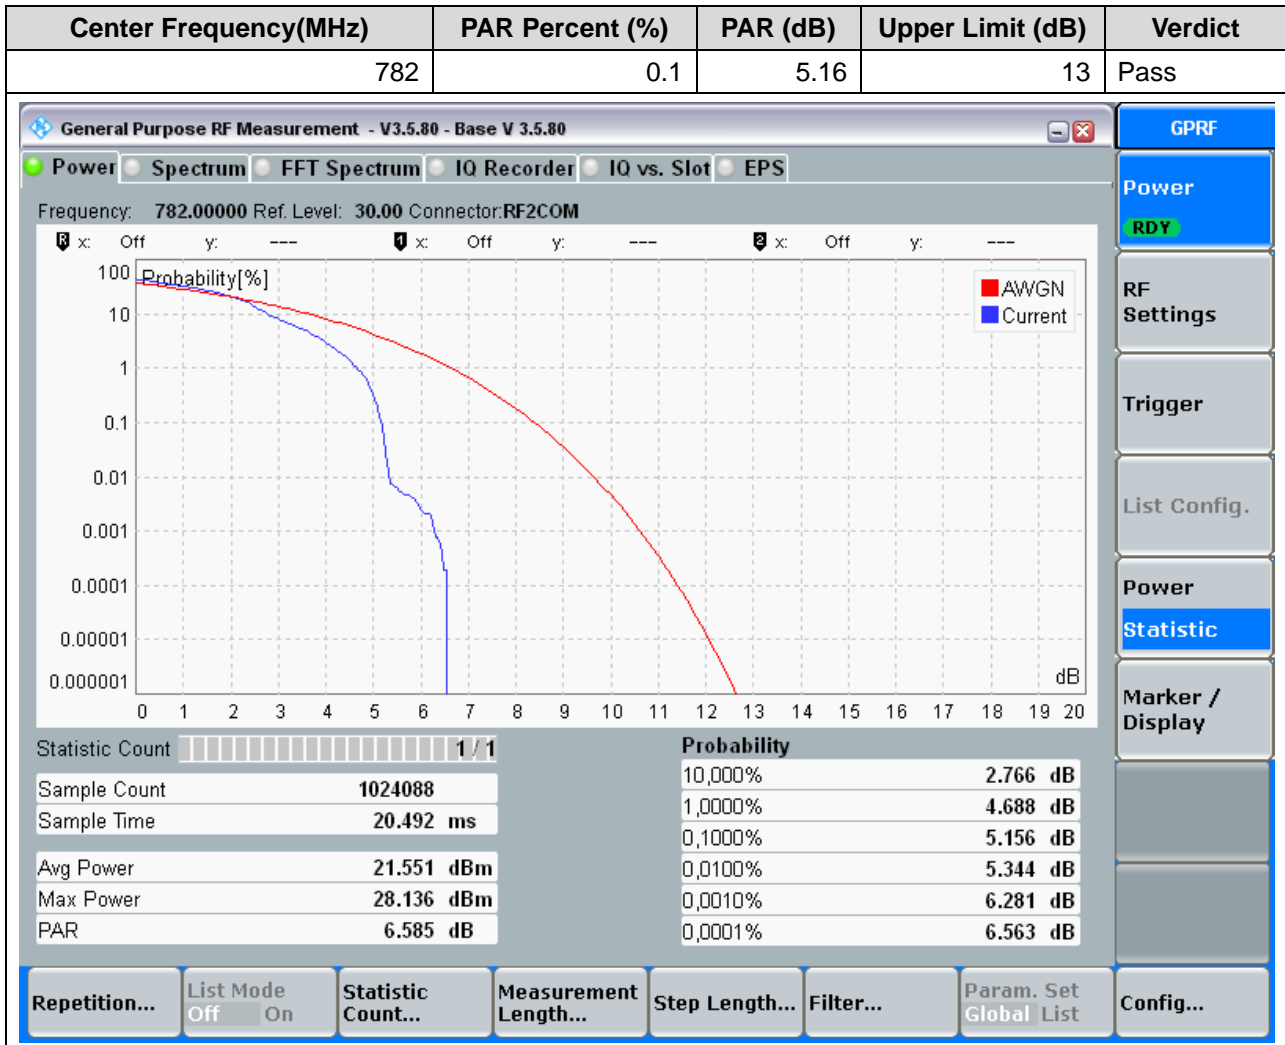 Center Frequency(MHz) PAR Percent (%) PAR (dB) Upper Limit (dB) Verdict
782 0.1 5.16 13 Pass
General Purpose RF Measurement - V3.5.80 - Base V 3.5.80
GPRF
Power Spectrum FFT Spectrum IQ Recorder IQ vs. Slot EPS
Frequency: 782.00000 Ref. Level: 30.00 Connector:RF2COM
R x: Off y: --- 1 x: Off y: --- 2 x: Off y: ---
Probability[%]
AWGN
Current
100
10
1
0.1
0.01
0.001
0.0001
0.00001
0.000001
dB
0 1 2 3 4 5 6 7 8 9 10 11 12 13 14 15 16 17 18 19 20
Statistic Count 1 / 1
Sample Count 1024088
Sample Time 20.492 ms
Avg Power 21.551 dBm
Max Power 28.136 dBm
PAR 6.585 dB
Probability
10,000% 2.766 dB
1,0000% 4.688 dB
0,1000% 5.156 dB
0,0100% 5.344 dB
0,0010% 6.281 dB
0,0001% 6.563 dB
Power
RDY
RF
Settings
Trigger
List Config.
Power
Statistic
Marker /
Display
Repetition...
List Mode
Off On
Statistic
Count...
Measurement
Length...
Step Length...
Filter...
Param. Set
Global List
Config...